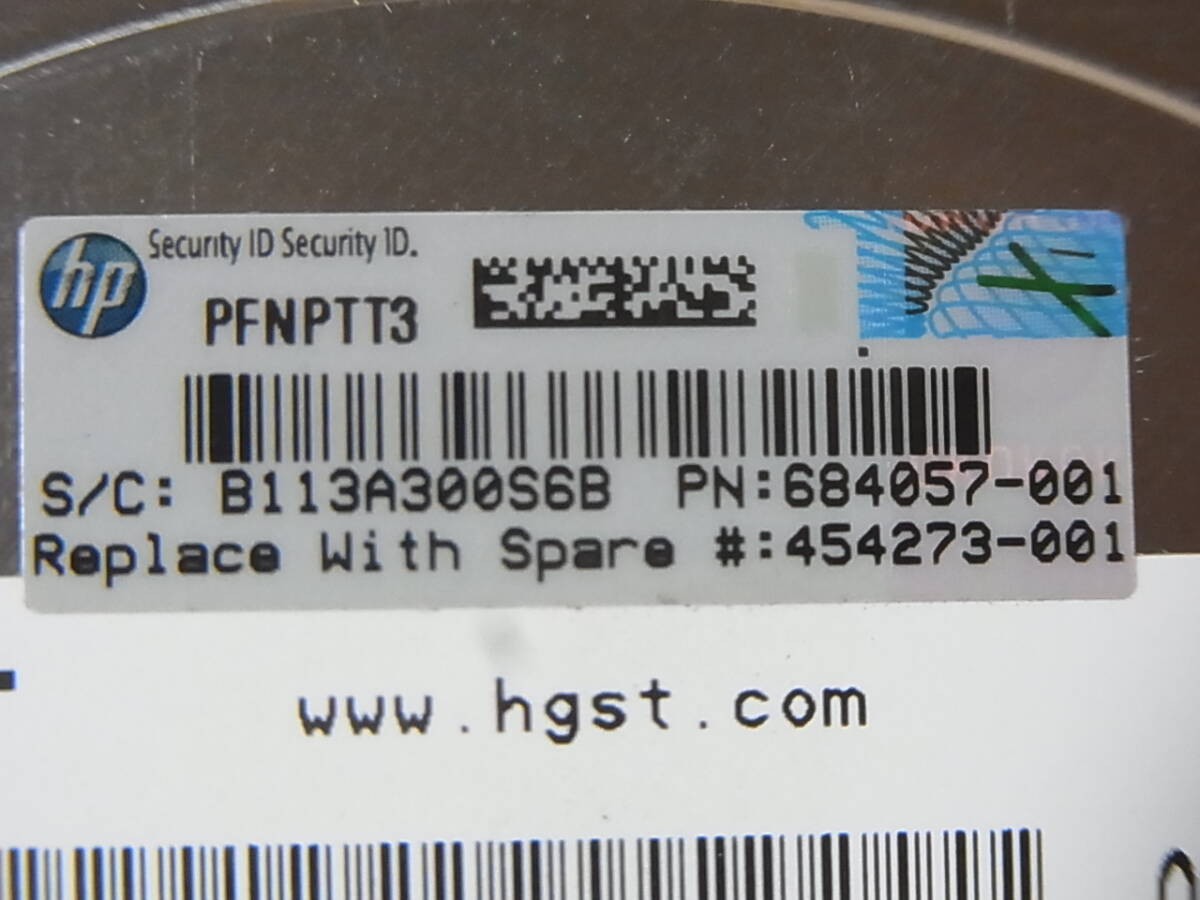 hp
Security ID Security ID.
PFNPTT3
S/C: B113A300S6B PN:684057-001
Replace With Spare #:454273-001
www.hgst.com